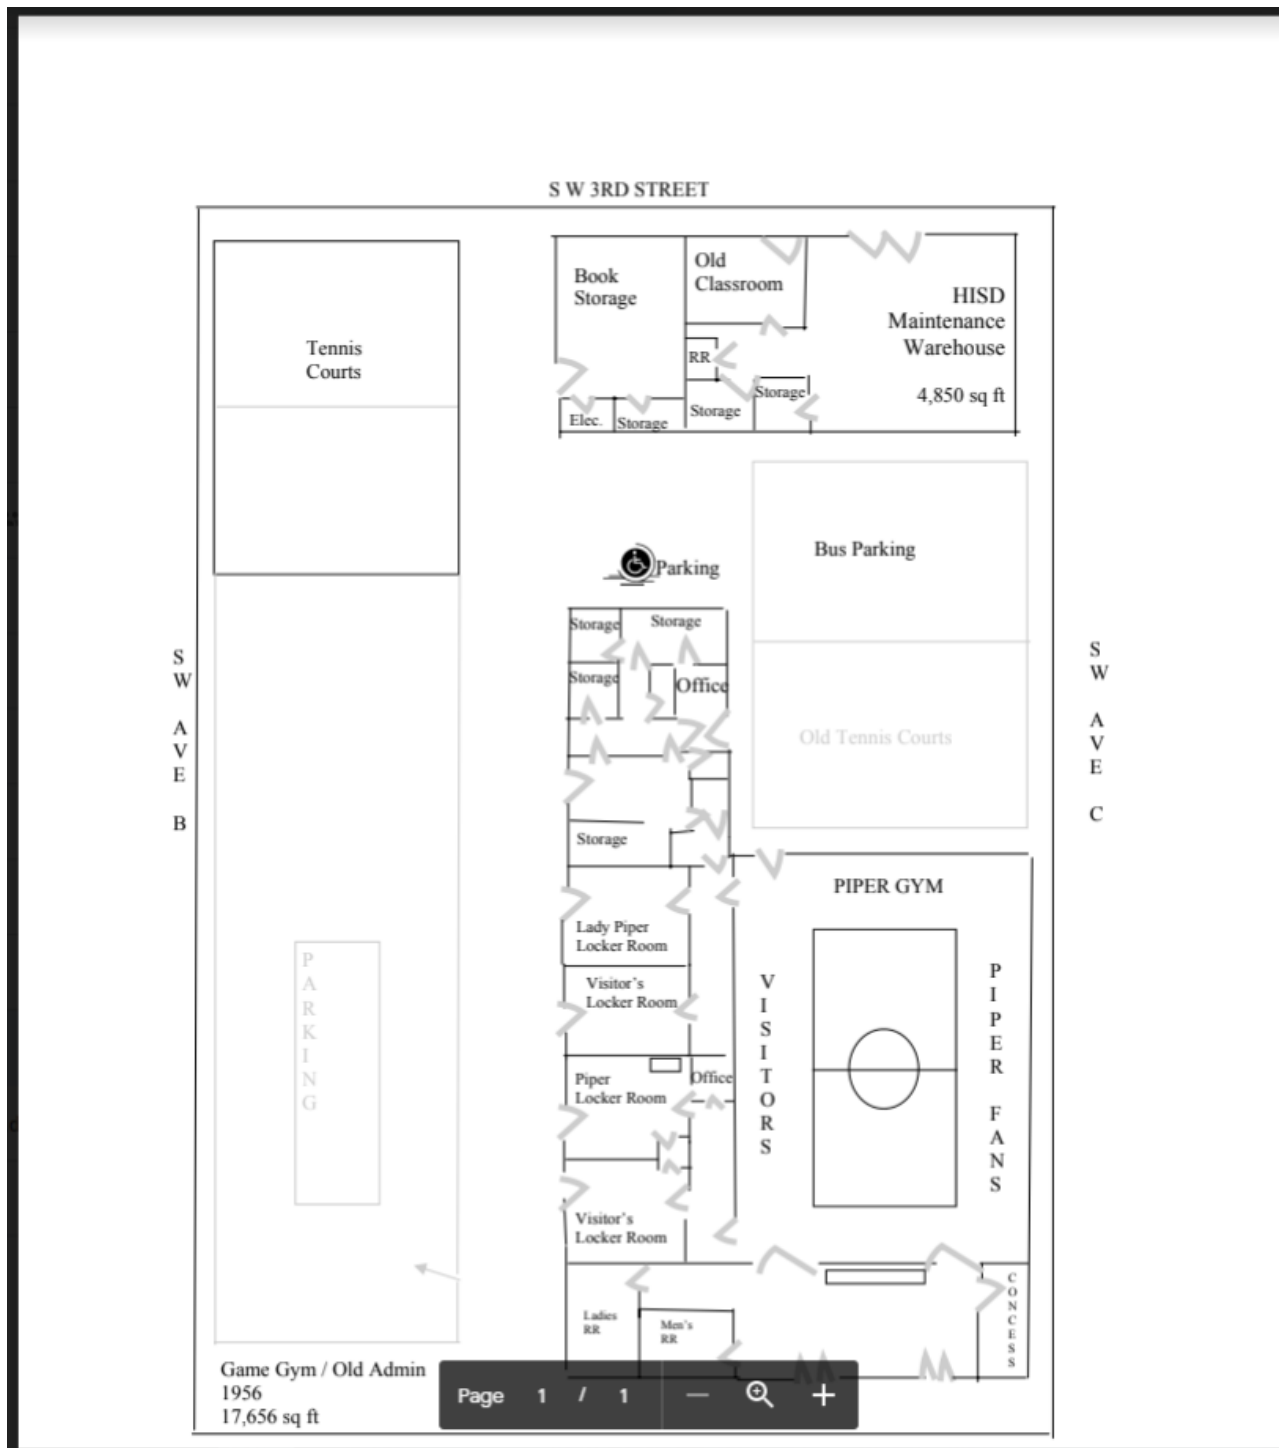 S W 3RD STREET
Book
Storage
Old
Classroom
HISD
Maintenance
Warehouse
4,850 sq ft
RR
Storage
Storage
Elec.
Storage
Tennis
Courts
Bus Parking
Parking
Storage
Storage
Storage
Office
Old Tennis Courts
S
W
A
V
E
B
S
W
A
V
E
C
Storage
PIPER GYM
Lady Piper
Locker Room
Visitor's
Locker Room
Piper
Locker Room
Office
V
I
S
I
T
O
R
S
P
I
P
E
R
F
A
N
S
P
A
R
K
I
N
G
Visitor's
Locker Room
Ladies
RR
Men's
RR
C
O
N
C
E
S
S
Game Gym / Old Admin
1956
17,656 sq ft
Page 1 / 1